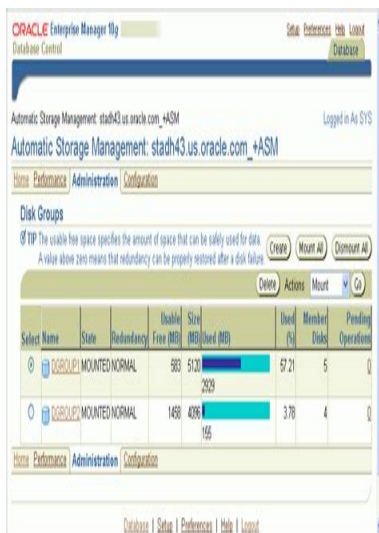 ORACLE Enterprise Manager 10g
Database Control
Setup Preferences Help Logout
Database
Automatic Storage Management: stadh43.us.oracle.com_+ASM
Logged in As SYS
Automatic Storage Management: stadh43.us.oracle.com_+ASM
Home Performance Administration Configuration
Disk Groups
TIP The usable free space specifies the amount of space that can be safely used for data. A value above zero means that redundancy can be properly restored after a disk failure.
Create Mount All Dismount All
Delete Actions Mount Go
Select Name State Redundancy Usable Free (MB) Size (MB) Used (MB) Used (%) Member Disks Pending Operations
DGROUP1 MOUNTED NORMAL 583 5120 2929 57.21 5 0
DGROUP2 MOUNTED NORMAL 1458 4096 155 3.78 4 0
Home Performance Administration Configuration
Database | Setup | Preferences | Help | Logout